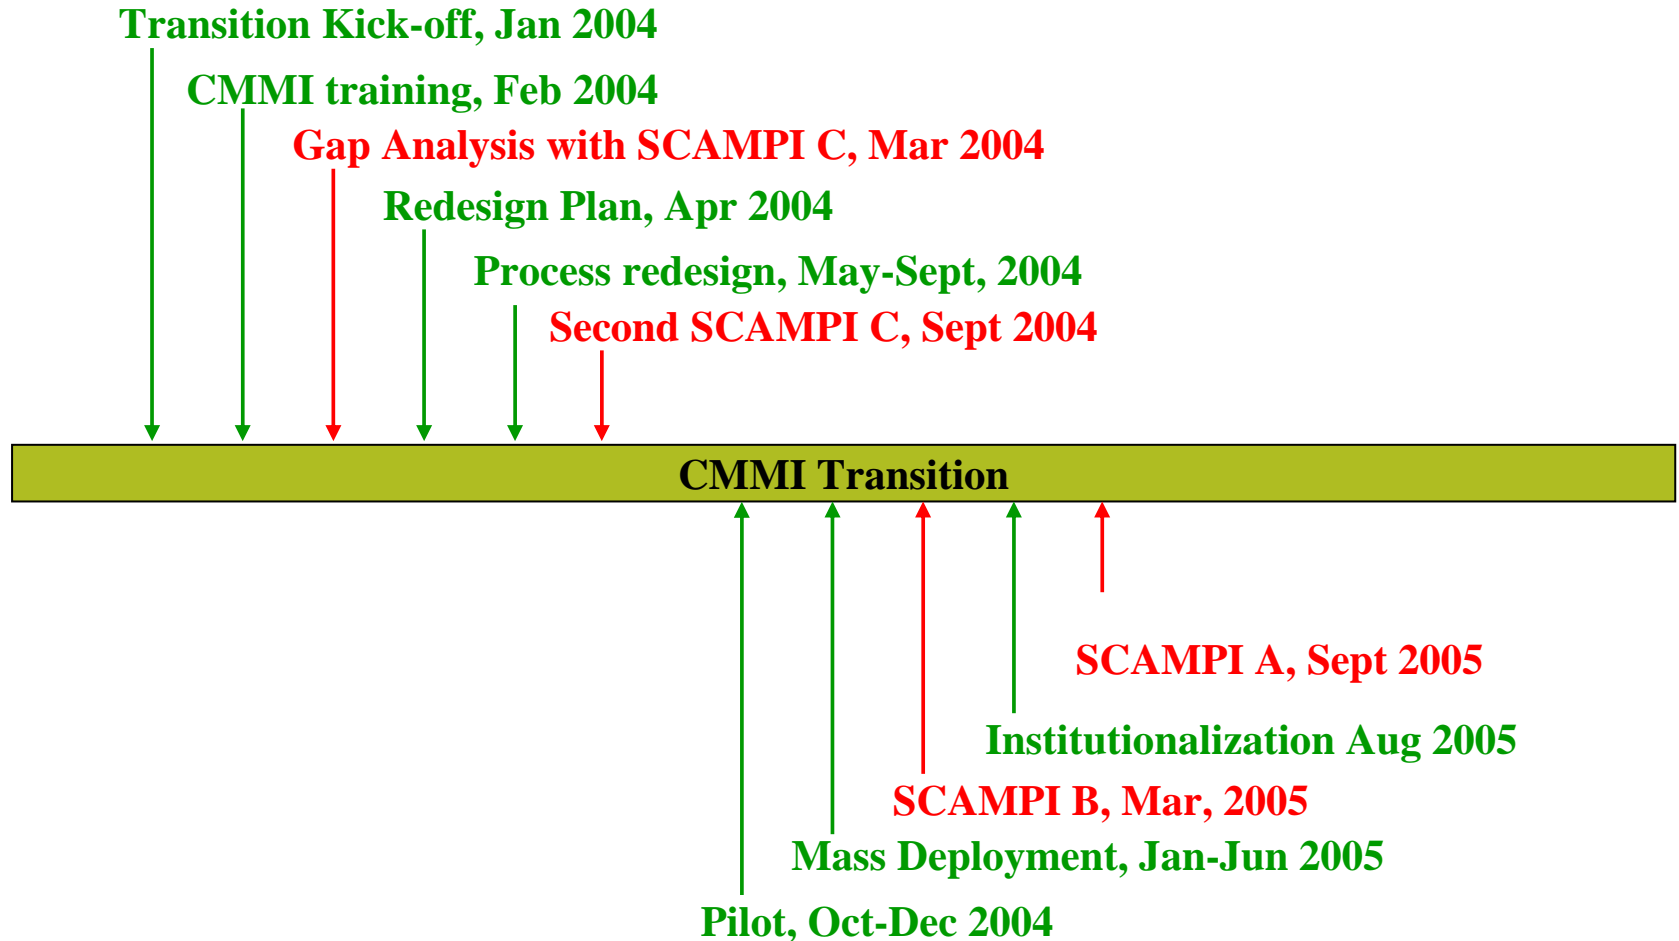 Transition Kick-off, Jan 2004
CMMI training, Feb 2004
Gap Analysis with SCAMPI C, Mar 2004
Redesign Plan, Apr 2004
Process redesign, May-Sept, 2004
Second SCAMPI C, Sept 2004
CMMI Transition
SCAMPI A, Sept 2005
Institutionalization Aug 2005
SCAMPI B, Mar, 2005
Mass Deployment, Jan-Jun 2005
Pilot, Oct-Dec 2004